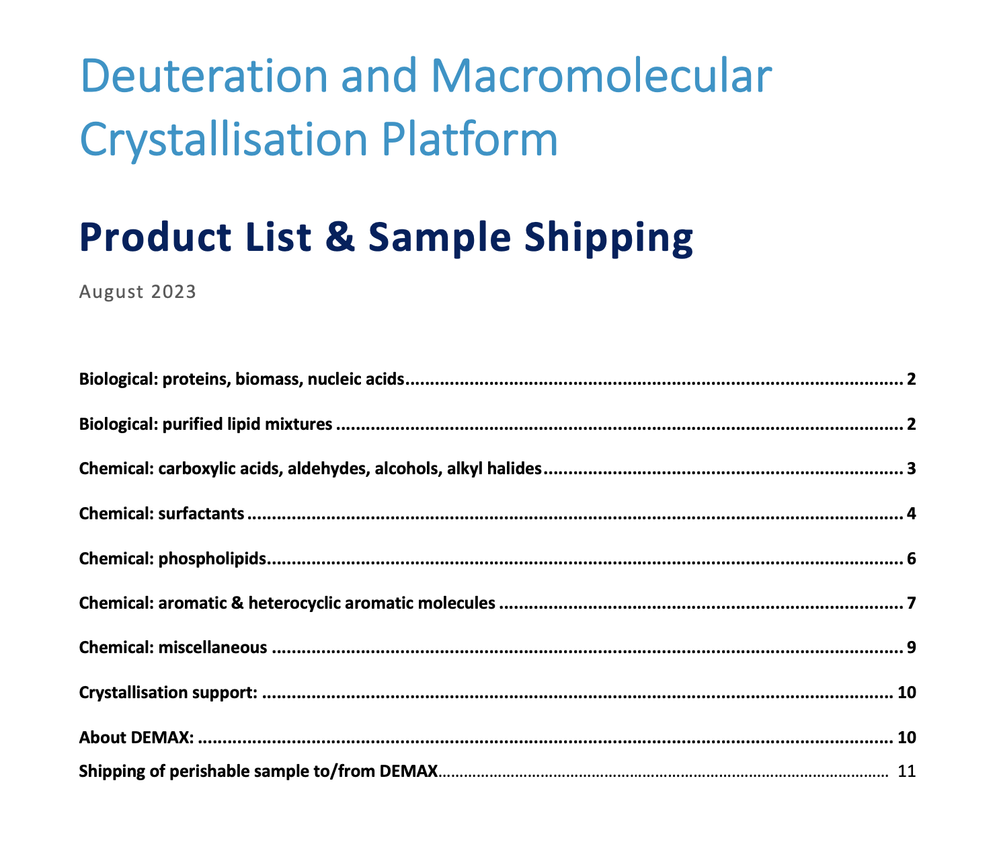 Deuteration and Macromolecular
Crystallisation Platform
Product List & Sample Shipping
August 2023
Biological: proteins, biomass, nucleic acids........................................................................................................ 2
Biological: purified lipid mixtures ...................................................................................................................... 2
Chemical: carboxylic acids, aldehydes, alcohols, alkyl halides........................................................................... 3
Chemical: surfactants ........................................................................................................................................ 4
Chemical: phospholipids.................................................................................................................................... 6
Chemical: aromatic & heterocyclic aromatic molecules .................................................................................... 7
Chemical: miscellaneous ................................................................................................................................... 9
Crystallisation support: ................................................................................................................................... 10
About DEMAX: ................................................................................................................................................ 10
Shipping of perishable sample to/from DEMAX…………………………………………………………………………………………… 11